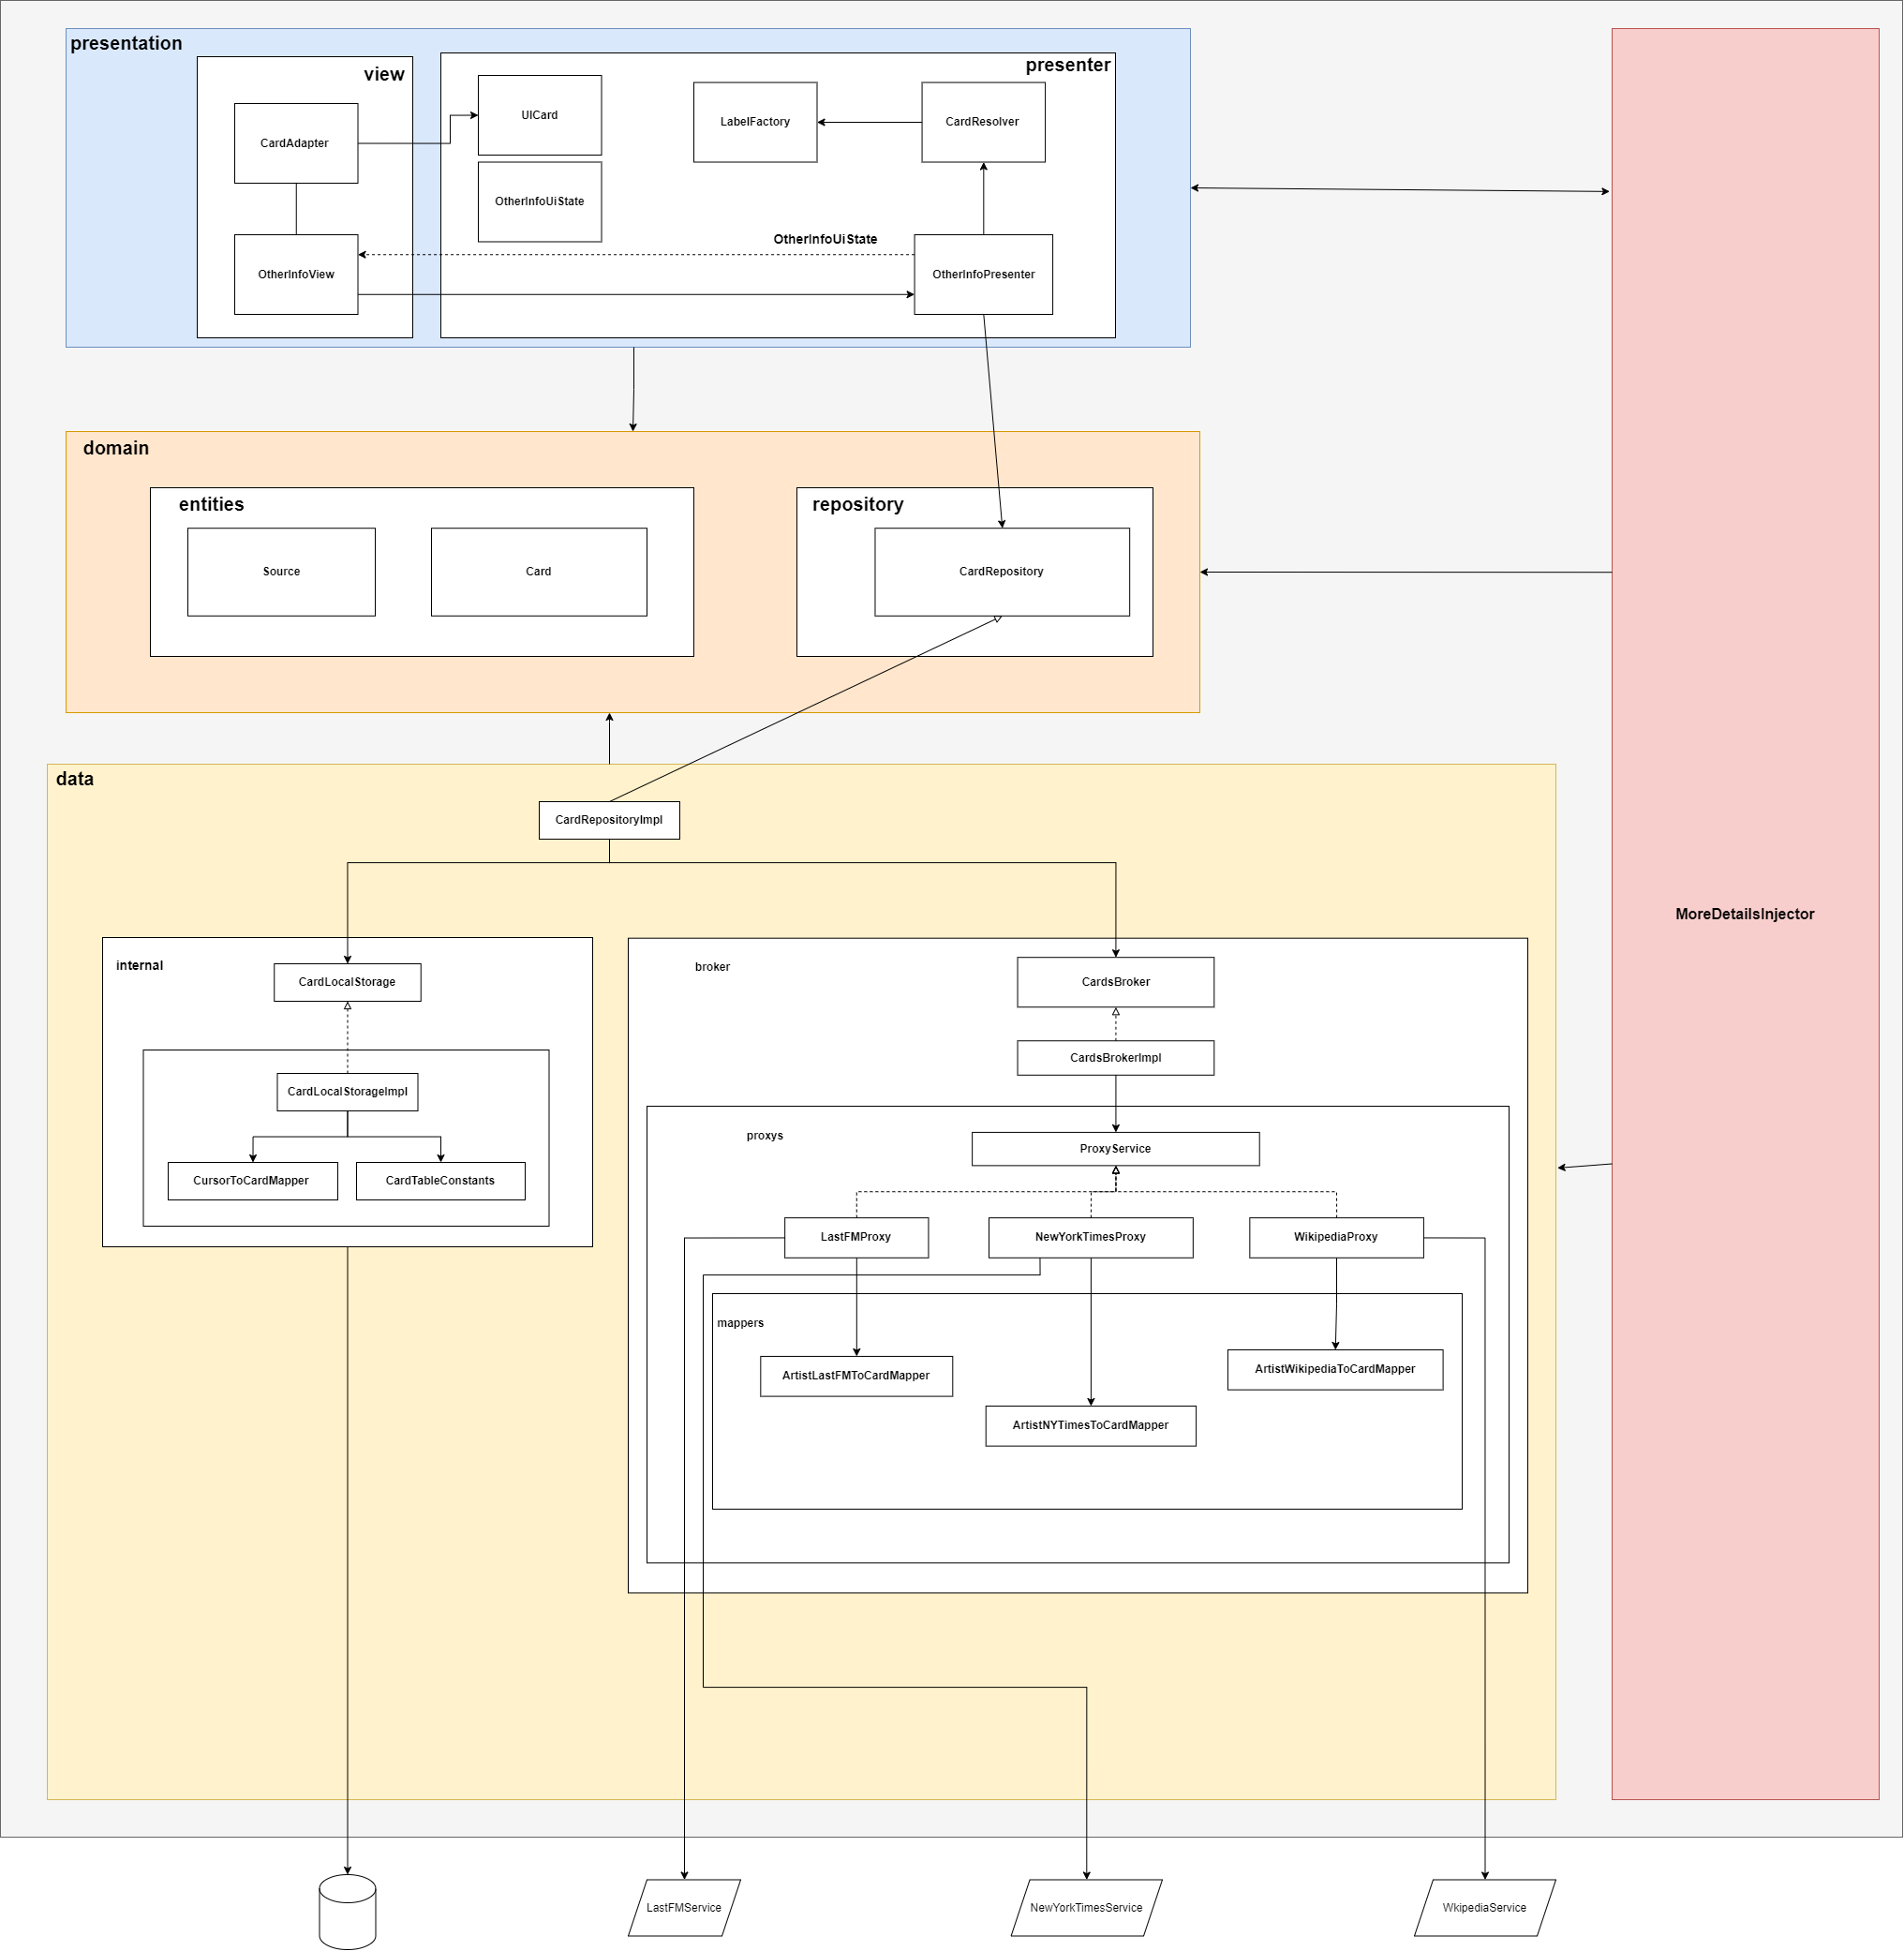 presentation
view
presenter
UICard
LabelFactory
CardResolver
CardAdapter
OtherInfoUiState
OtherInfoUiState
OtherInfoView
OtherInfoPresenter
domain
entities
repository
Source
Card
CardRepository
data
CardRepositoryImpl
MoreDetailsInjector
internal
CardLocalStorage
CardLocalStorageImpl
CursorToCardMapper
CardTableConstants
broker
CardsBroker
CardsBrokerImpl
proxys
ProxyService
LastFMProxy
NewYorkTimesProxy
WikipediaProxy
mappers
ArtistLastFMToCardMapper
ArtistWikipediaToCardMapper
ArtistNYTimesToCardMapper
LastFMService
NewYorkTimesService
WkipediaService